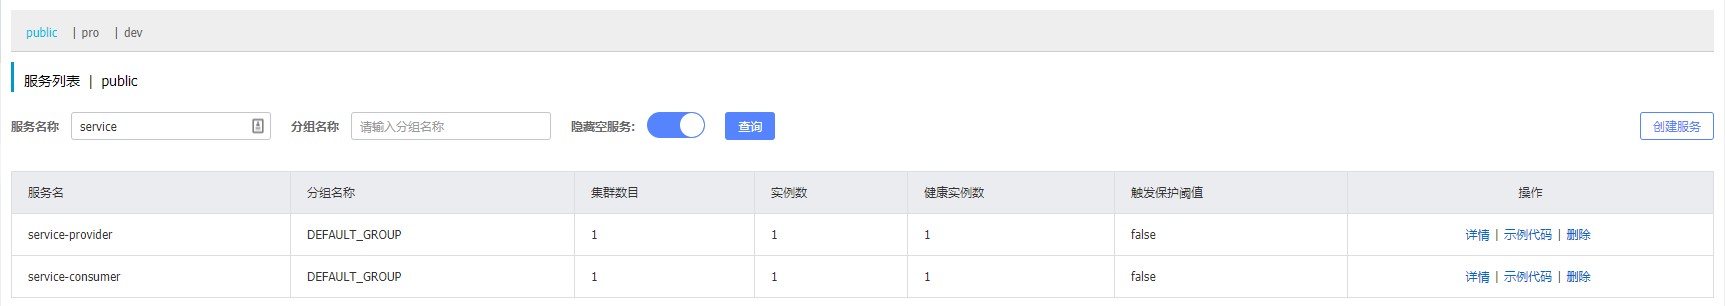 public | pro | dev
服务列表 | public
服务名称 service 分组名称 请输入分组名称 隐藏空服务: 查询 创建服务
服务名 分组名称 集群数目 实例数 健康实例数 触发保护阈值 操作
service-provider DEFAULT_GROUP 1 1 1 false 详情 | 示例代码 | 删除
service-consumer DEFAULT_GROUP 1 1 1 false 详情 | 示例代码 | 删除